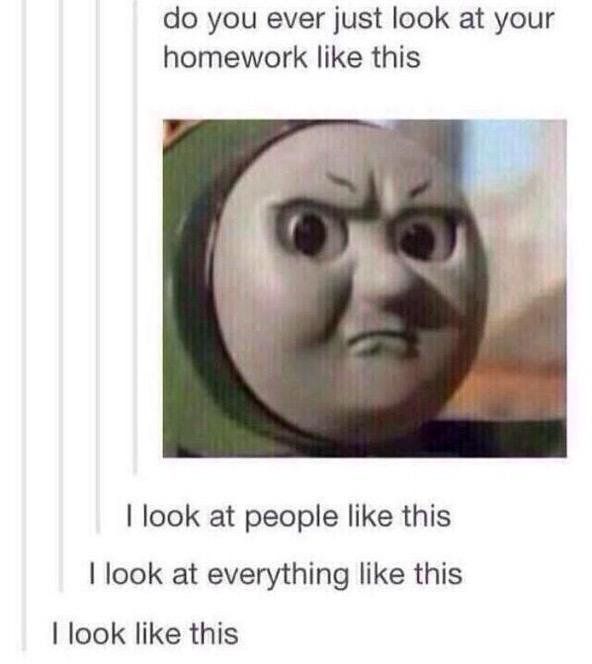 do you ever just look at your
homework like this
I look at people like this
I look at everything like this
I look like this